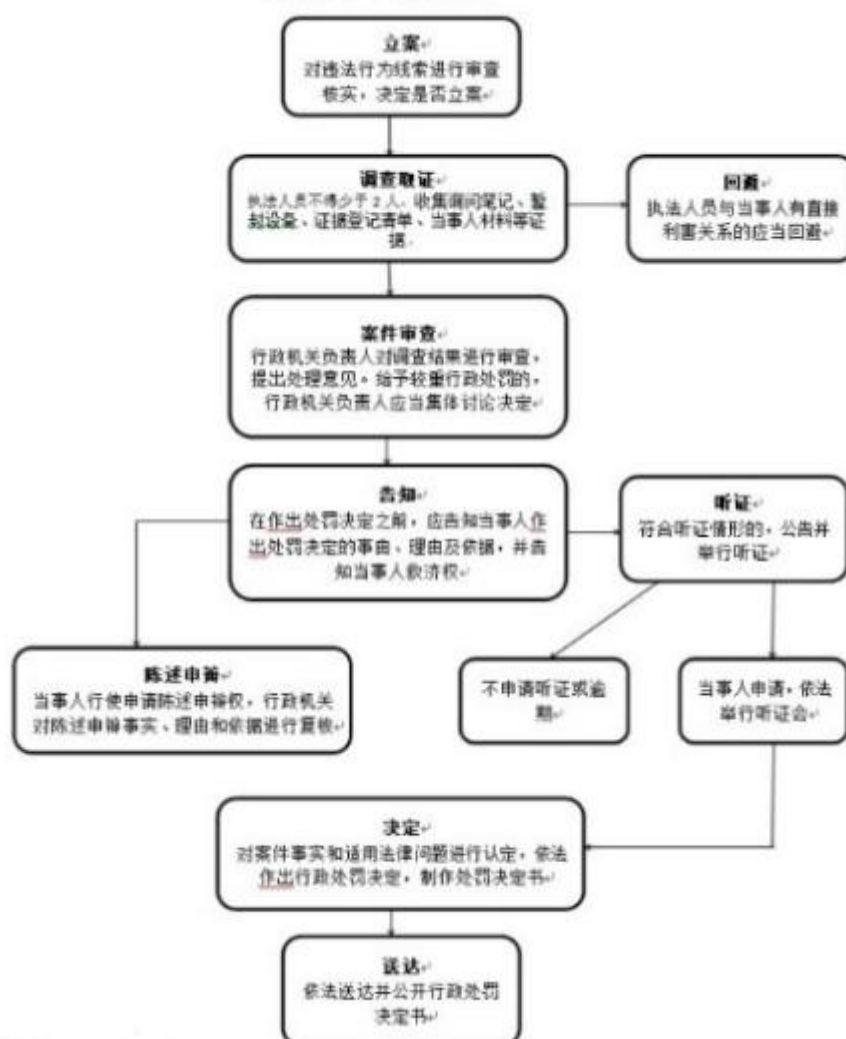 立案
对违法行为线索进行审查
核实，决定是否立案
调查取证
执法人员不得少于2人，收集询问笔记、暂
封设备、证据登记清单、当事人材料等证
据.
回避
执法人员与当事人有直接
利害关系的应当回避
案件审查
行政机关负责人对调查结果进行审查，
提出处理意见。给予较重行政处罚的，
行政机关负责人应当集体讨论决定
告知
在作出处罚决定之前，应告知当事人作
出处罚决定的事由、理由及依据，并告
知当事人救济权
听证
符合听证情形的，公告并
举行听证
陈述申辩
当事人行使申请陈述申辩权，行政机关
对陈述申辩事实、理由和依据进行复核
不申请听证或逾
期
当事人申请，依法
举行听证会
决定
对案件事实和适用法律问题进行认定，依法
作出行政处罚决定，制作处罚决定书
送达
依法送达并公开行政处罚
决定书